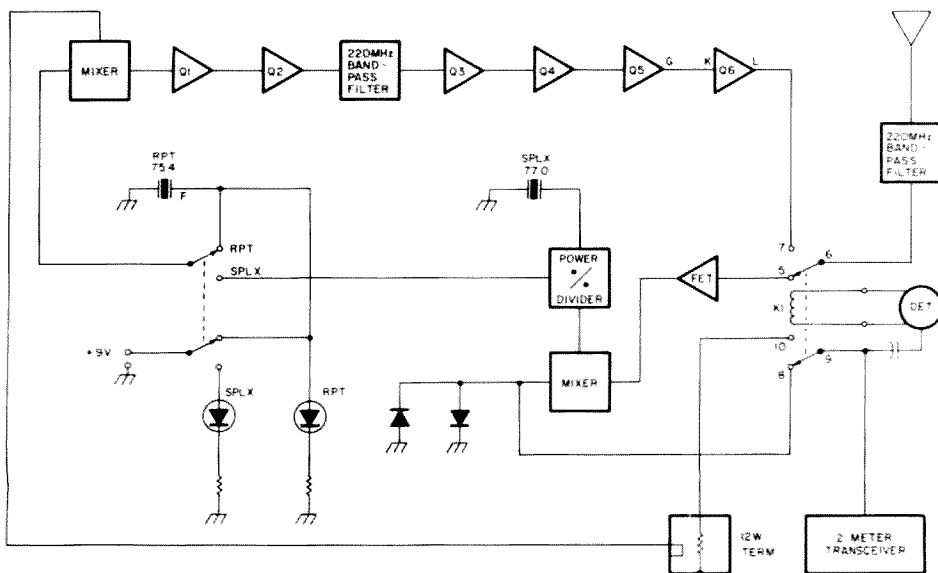 MIXER
Q1
Q2
220MHz
BAND-
PASS
FILTER
Q3
Q4
Q5
G
K
Q6
L
220MHz
BAND-
PASS
FILTER
RPT
75.4
F
SPLX
77.0
RPT
SPLX
POWER
DIVIDER
FET
7
5
6
K1
DET
10
9
8
+9V
SPLX
RPT
MIXER
12W
TERM
2 METER
TRANSCEIVER